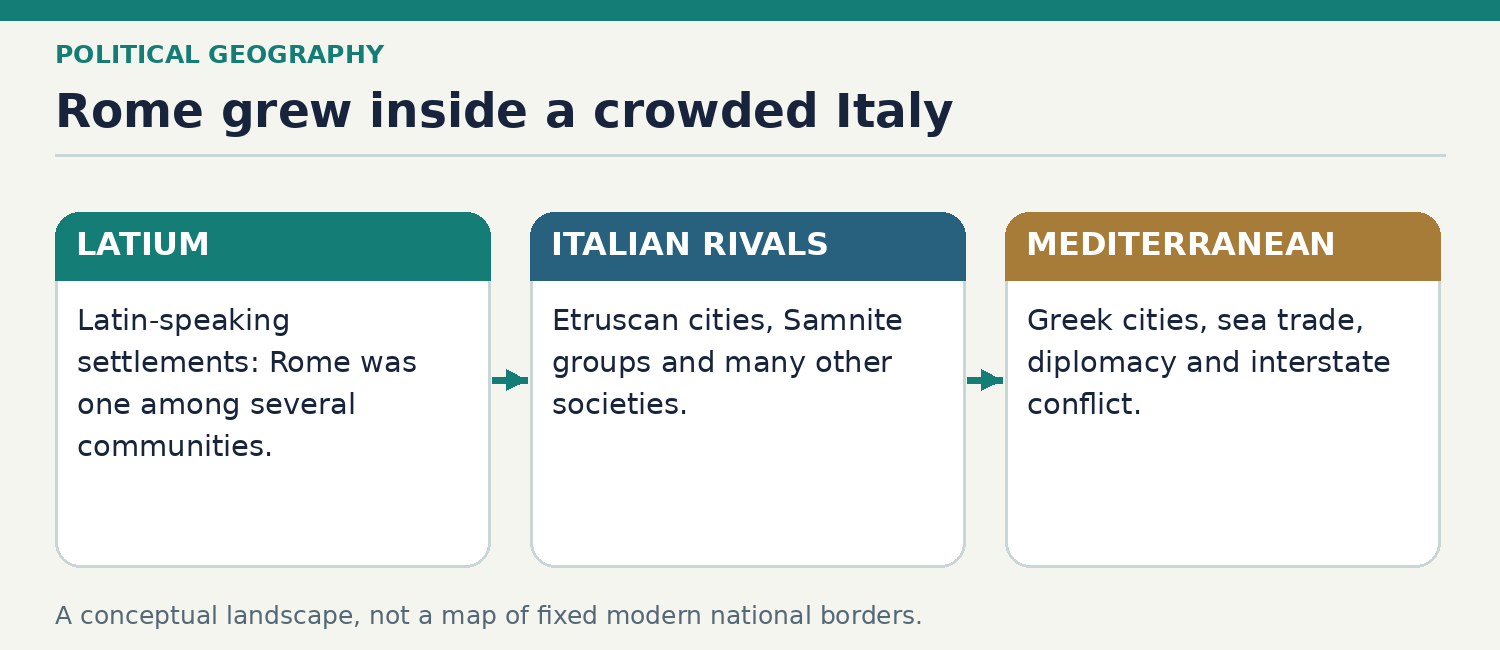 POLITICAL GEOGRAPHY
Rome grew inside a crowded Italy
LATIUM
Latin-speaking
settlements: Rome was
one among several
communities.
ITALIAN RIVALS
Etruscan cities, Samnite
groups and many other
societies.
MEDITERRANEAN
Greek cities, sea trade,
diplomacy and interstate
conflict.
A conceptual landscape, not a map of fixed modern national borders.